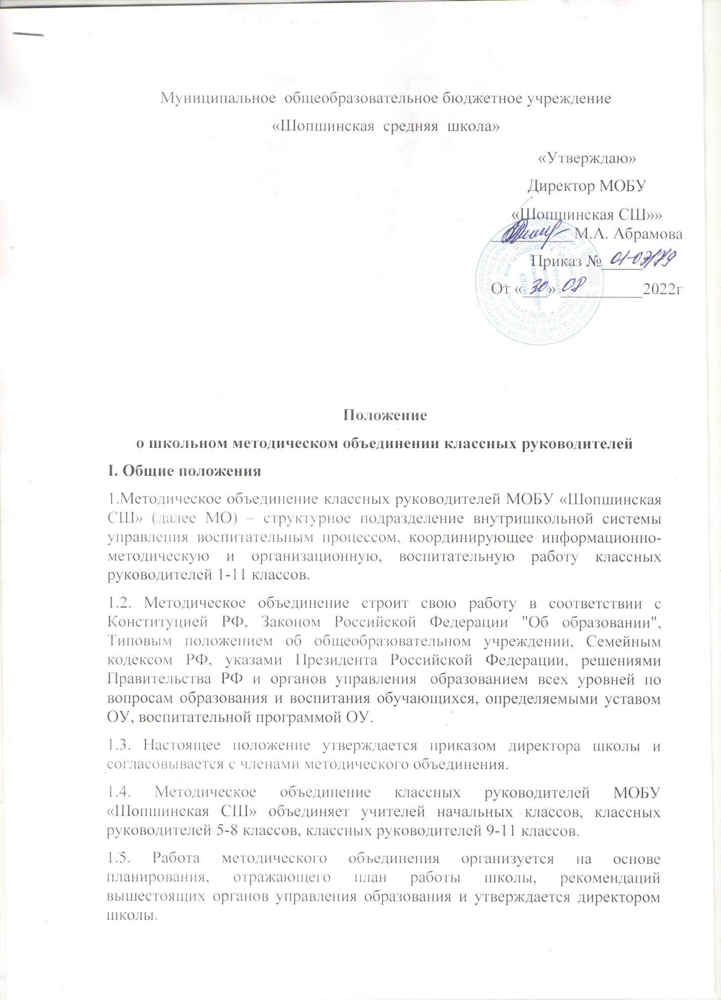 Муниципальное общеобразовательное бюджетное учреждение
«Шопшинская средняя школа»
«Утверждаю»
Директор МОБУ
«Шопшинская СШ»»
М.А. Абрамова
Приказ № 01-03/179
От «30» 08 2022г
МОБУ
«Шопшинская
средняя
школа»
Положение
о школьном методическом объединении классных руководителей
I. Общие положения
1.Методическое объединение классных руководителей МОБУ «Шопшинская
СШ» (далее МО) – структурное подразделение внутришкольной системы
управления воспитательным процессом, координирующее информационно-
методическую и организационную, воспитательную работу классных
руководителей 1-11 классов.
1.2. Методическое объединение строит свою работу в соответствии с
Конституцией РФ, Законом Российской Федерации "Об образовании",
Типовым положением об общеобразовательном учреждении, Семейным
кодексом РФ, указами Президента Российской Федерации, решениями
Правительства РФ и органов управления образованием всех уровней по
вопросам образования и воспитания обучающихся, определяемыми уставом
ОУ, воспитательной программой ОУ.
1.3. Настоящее положение утверждается приказом директора школы и
согласовывается с членами методического объединения.
1.4. Методическое объединение классных руководителей МОБУ
«Шопшинская СШ» объединяет учителей начальных классов, классных
руководителей 5-8 классов, классных руководителей 9-11 классов.
1.5. Работа методического объединения организуется на основе
планирования, отражающего план работы школы, рекомендаций
вышестоящих органов управления образования и утверждается директором
школы.